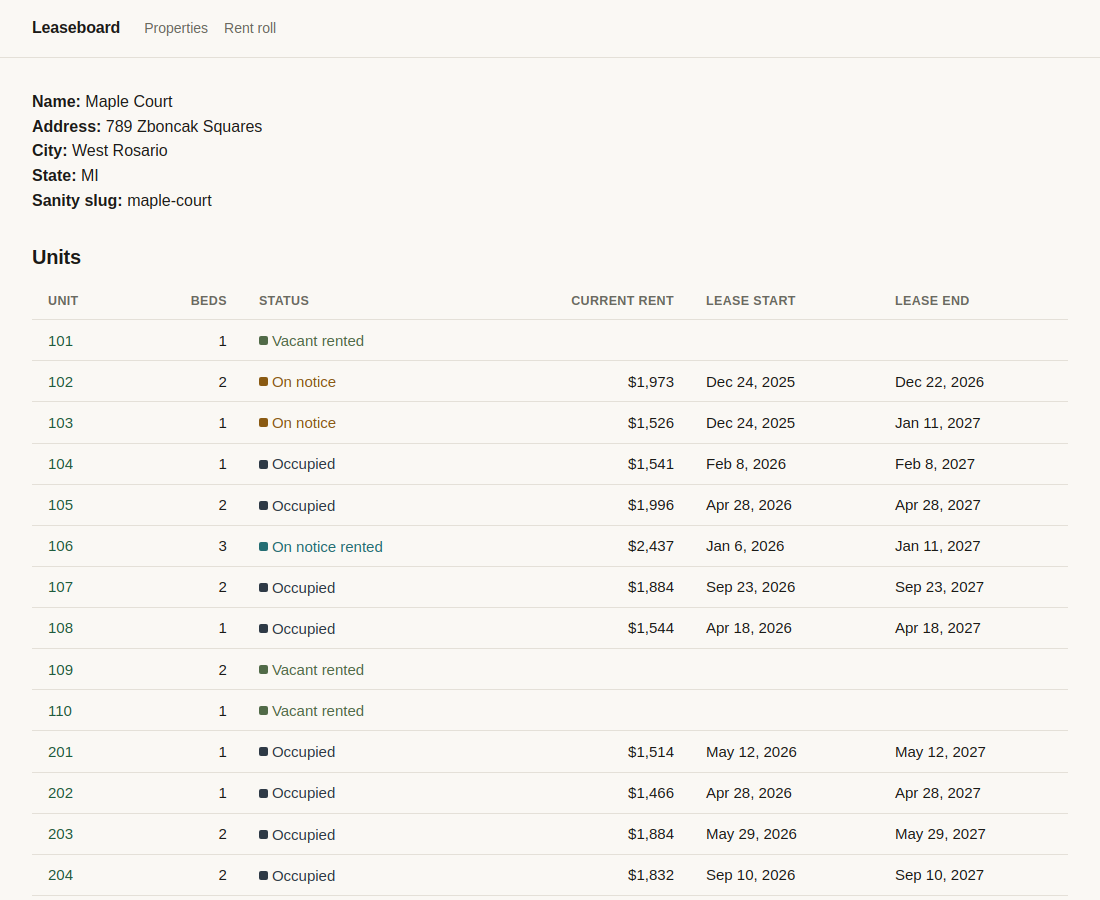 Leaseboard Properties Rent roll
Name: Maple Court
Address: 789 Zboncak Squares
City: West Rosario
State: MI
Sanity slug: maple-court
Units
UNIT BEDS STATUS CURRENT RENT LEASE START LEASE END
101 1 Vacant rented
102 2 On notice $1,973 Dec 24, 2025 Dec 22, 2026
103 1 On notice $1,526 Dec 24, 2025 Jan 11, 2027
104 1 Occupied $1,541 Feb 8, 2026 Feb 8, 2027
105 2 Occupied $1,996 Apr 28, 2026 Apr 28, 2027
106 3 On notice rented $2,437 Jan 6, 2026 Jan 11, 2027
107 2 Occupied $1,884 Sep 23, 2026 Sep 23, 2027
108 1 Occupied $1,544 Apr 18, 2026 Apr 18, 2027
109 2 Vacant rented
110 1 Vacant rented
201 1 Occupied $1,514 May 12, 2026 May 12, 2027
202 1 Occupied $1,466 Apr 28, 2026 Apr 28, 2027
203 2 Occupied $1,884 May 29, 2026 May 29, 2027
204 2 Occupied $1,832 Sep 10, 2026 Sep 10, 2027